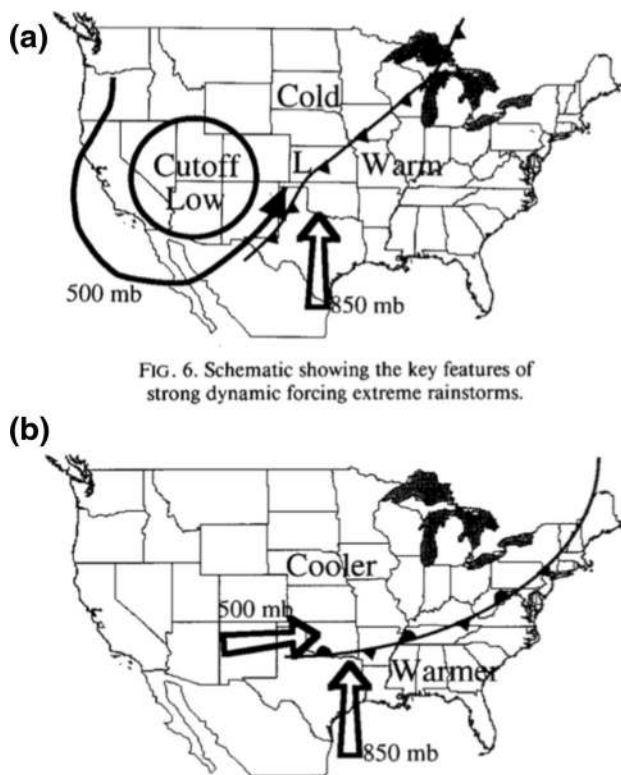 (a)
Cold
Cutoff
Low
L
Warm
500 mb
850 mb
FIG. 6. Schematic showing the key features of
strong dynamic forcing extreme rainstorms.
(b)
Cooler
500 mb
Warmer
850 mb